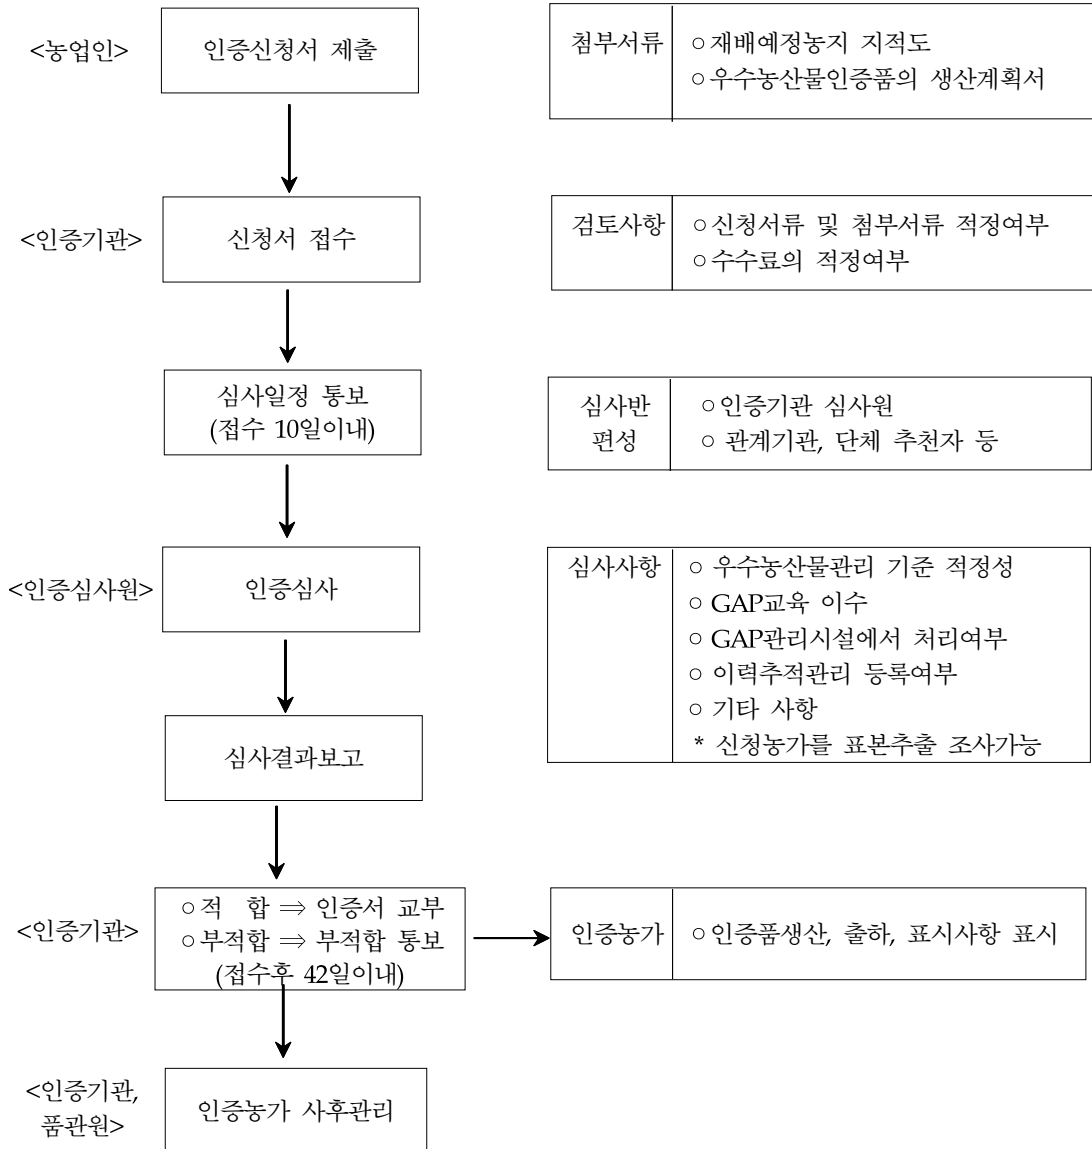 <농업인>
인증신청서 제출
첨부서류
○재배예정농지 지적도
○우수농산물인증품의 생산계획서
<인증기관>
신청서 접수
검토사항
○신청서류 및 첨부서류 적정여부
○수수료의 적정여부
심사일정 통보
(접수 10일이내)
심사반
편성
○인증기관 심사원
○ 관계기관, 단체 추천자 등
<인증심사원>
인증심사
심사사항
○ 우수농산물관리 기준 적정성
○ GAP교육 이수
○ GAP관리시설에서 처리여부
○ 이력추적관리 등록여부
○ 기타 사항
* 신청농가를 표본추출 조사가능
심사결과보고
<인증기관>
○적 합 ⇒ 인증서 교부
○부적합 ⇒ 부적합 통보
(접수후 42일이내)
인증농가
○인증품생산, 출하, 표시사항 표시
<인증기관,
품관원>
인증농가 사후관리